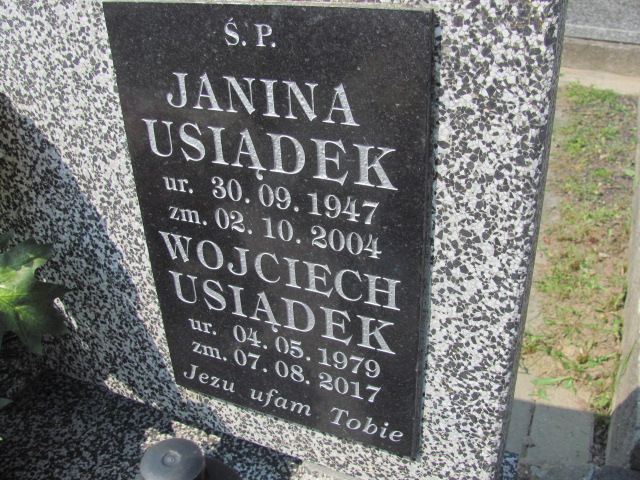 Ś. P.
JANINA
USIĄDEK
ur. 30. 09. 1947
zm. 02. 10. 2004
WOJCIECH
USIĄDEK
ur. 04. 05. 1979
zm. 07. 08. 2017
Jezu ufam Tobie